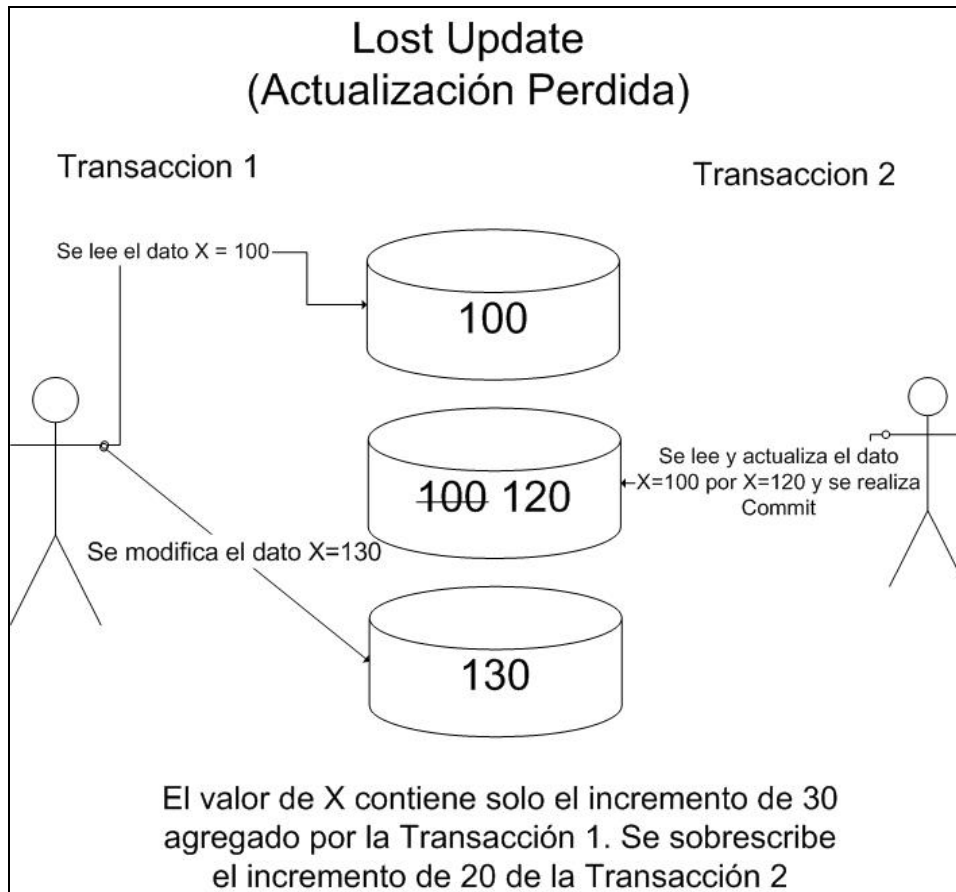 Lost Update
(Actualización Perdida)
Transaccion 1
Transaccion 2
Se lee el dato X = 100
100
Se lee y actualiza el dato
X=100 por X=120 y se realiza
Commit
100 120
Se modifica el dato X=130
130
El valor de X contiene solo el incremento de 30
agregado por la Transacción 1. Se sobrescribe
el incremento de 20 de la Transacción 2